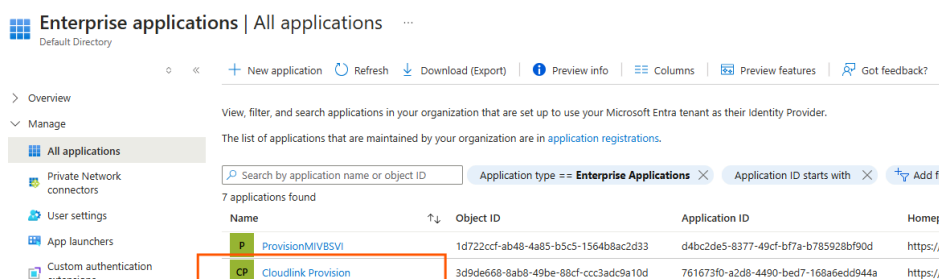 Enterprise applications | All applications ...
Default Directory
+ New application Refresh Download (Export) Preview info Columns Preview features Got feedback?
Overview
Manage
All applications
Private Network
connectors
User settings
App launchers
Custom authentication
View, filter, and search applications in your organization that are set up to use your Microsoft Entra tenant as their Identity Provider.
The list of applications that are maintained by your organization are in application registrations.
Search by application name or object ID Application type == Enterprise Applications Application ID starts with Add f
7 applications found
Name Object ID Application ID Homep
P ProvisionMIVBSVI 1d722ccf-ab48-4a85-b5c5-1564b8ac2d33 d4bc2de5-8377-49cf-bf7a-b785928bf90d https:/
CP Cloudlink Provision 3d9de668-8ab8-49be-88cf-ccc3adc9a10d 761673f0-a2d8-4490-bed7-168a6edd944a https:/